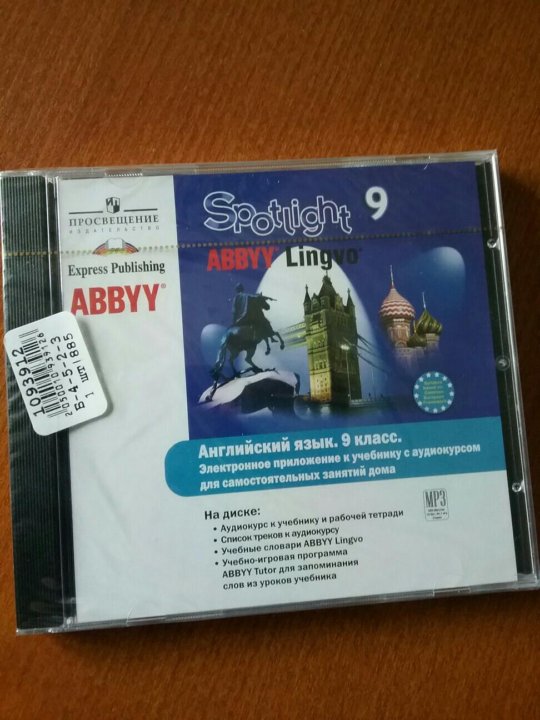 ПРОСВЕЩЕНИЕ
ИЗДАТЕЛЬСТВО
Express Publishing
ABBYY®
Spotlight 9
ABBYY® Lingvo®
1093912
2050010939126
Б-4-5-2-3
1 шт 885
Английский язык. 9 класс.
Электронное приложение к учебнику с аудиокурсом
для самостоятельных занятий дома
На диске:
• Аудиокурс к учебнику и рабочей тетради
• Список треков к аудиокурсу
• Учебные словари ABBYY Lingvo
• Учебно-игровая программа
ABBYY Tutor для запоминания
слов из уроков учебника
MP3